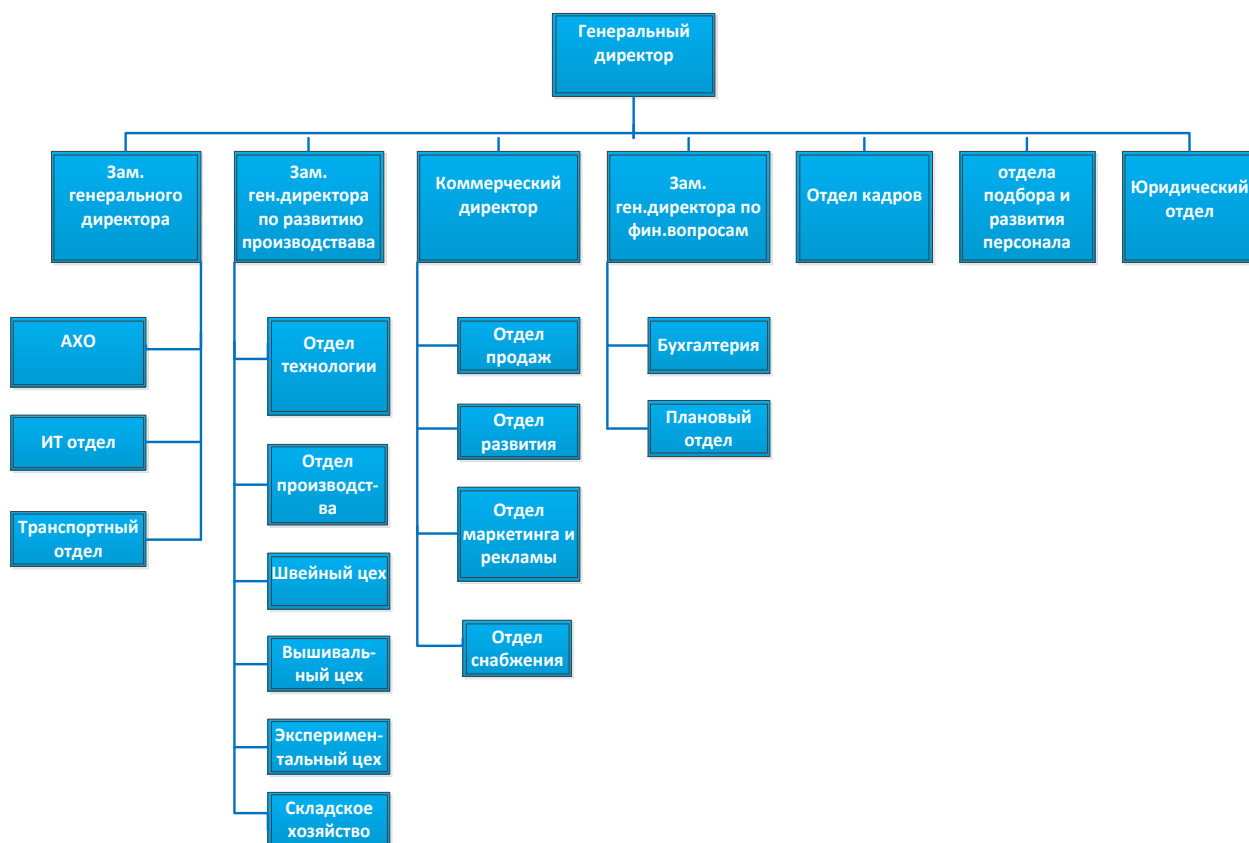 Генеральный
директор
Зам.
генерального
директора
Зам.
ген.директора
по развитию
производствава
Коммерческий
директор
Зам.
ген.директора по
фин.вопросам
Отдел кадров
отдела
подбора и
развития
персонала
Юридический
отдел
АХО
ИТ отдел
Транспортный
отдел
Отдел
технологии
Отдел
производст-
ва
Швейный цех
Вышиваль-
ный цех
Эксперимен-
тальный цех
Складское
хозяйство
Отдел
продаж
Отдел
развития
Отдел
маркетинга и
рекламы
Отдел
снабжения
Бухгалтерия
Плановый
отдел